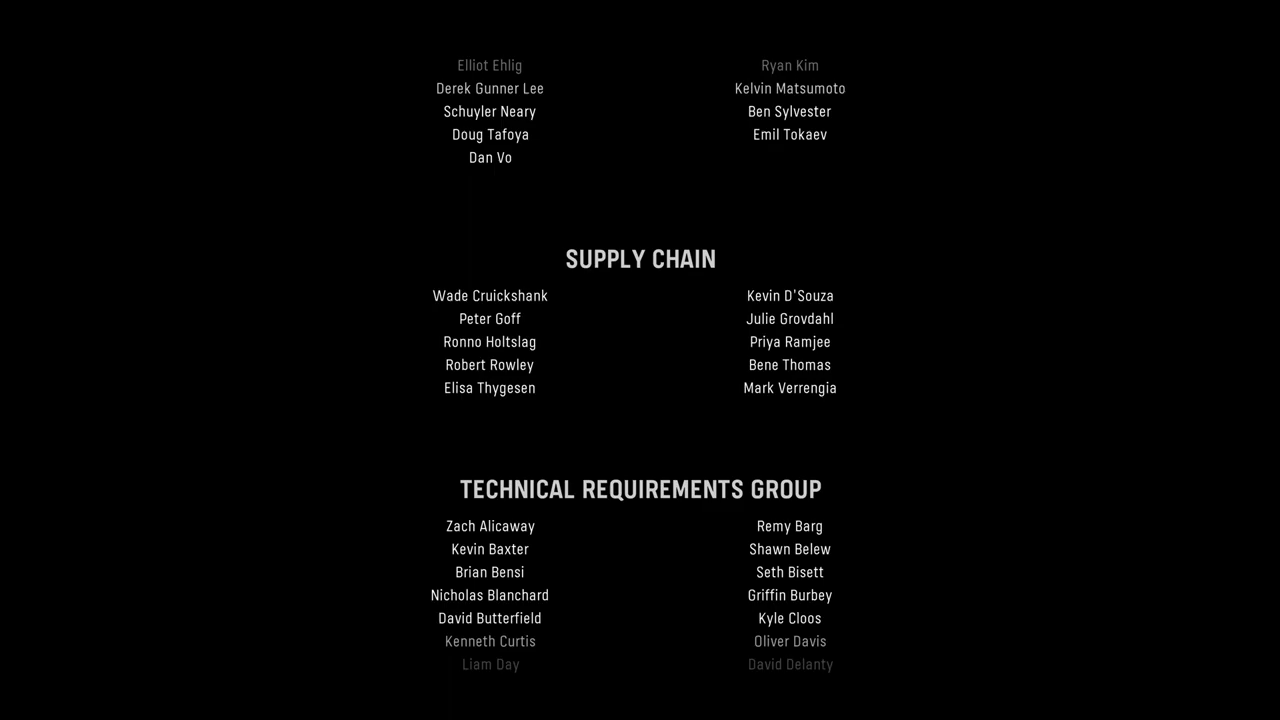 Elliot Ehlig Ryan Kim
Derek Gunner Lee Kelvin Matsumoto
Schuyler Neary Ben Sylvester
Doug Tafoya Emil Tokaev
Dan Vo
SUPPLY CHAIN
Wade Cruickshank Kevin D'Souza
Peter Goff Julie Grovdahl
Ronno Holtslag Priya Ramjee
Robert Rowley Bene Thomas
Elisa Thygesen Mark Verrengia
TECHNICAL REQUIREMENTS GROUP
Zach Alicaway Remy Barg
Kevin Baxter Shawn Belew
Brian Bensi Seth Bisett
Nicholas Blanchard Griffin Burbey
David Butterfield Kyle Cloos
Kenneth Curtis Oliver Davis
Liam Day David Delanty